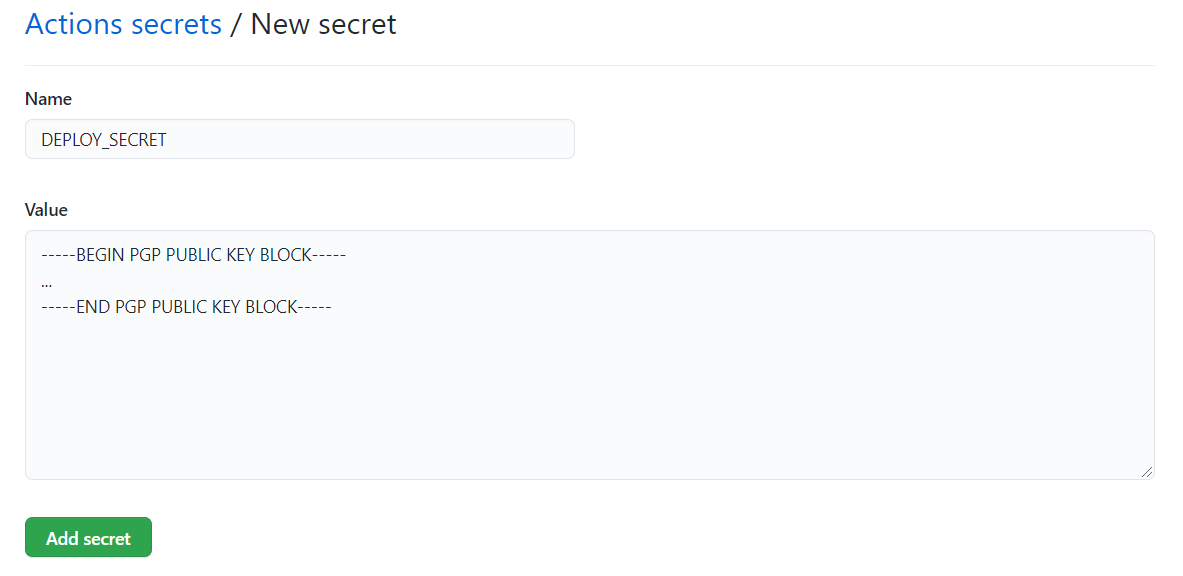 Actions secrets / New secret
Name
DEPLOY_SECRET
Value
-----BEGIN PGP PUBLIC KEY BLOCK-----
...
-----END PGP PUBLIC KEY BLOCK-----
Add secret